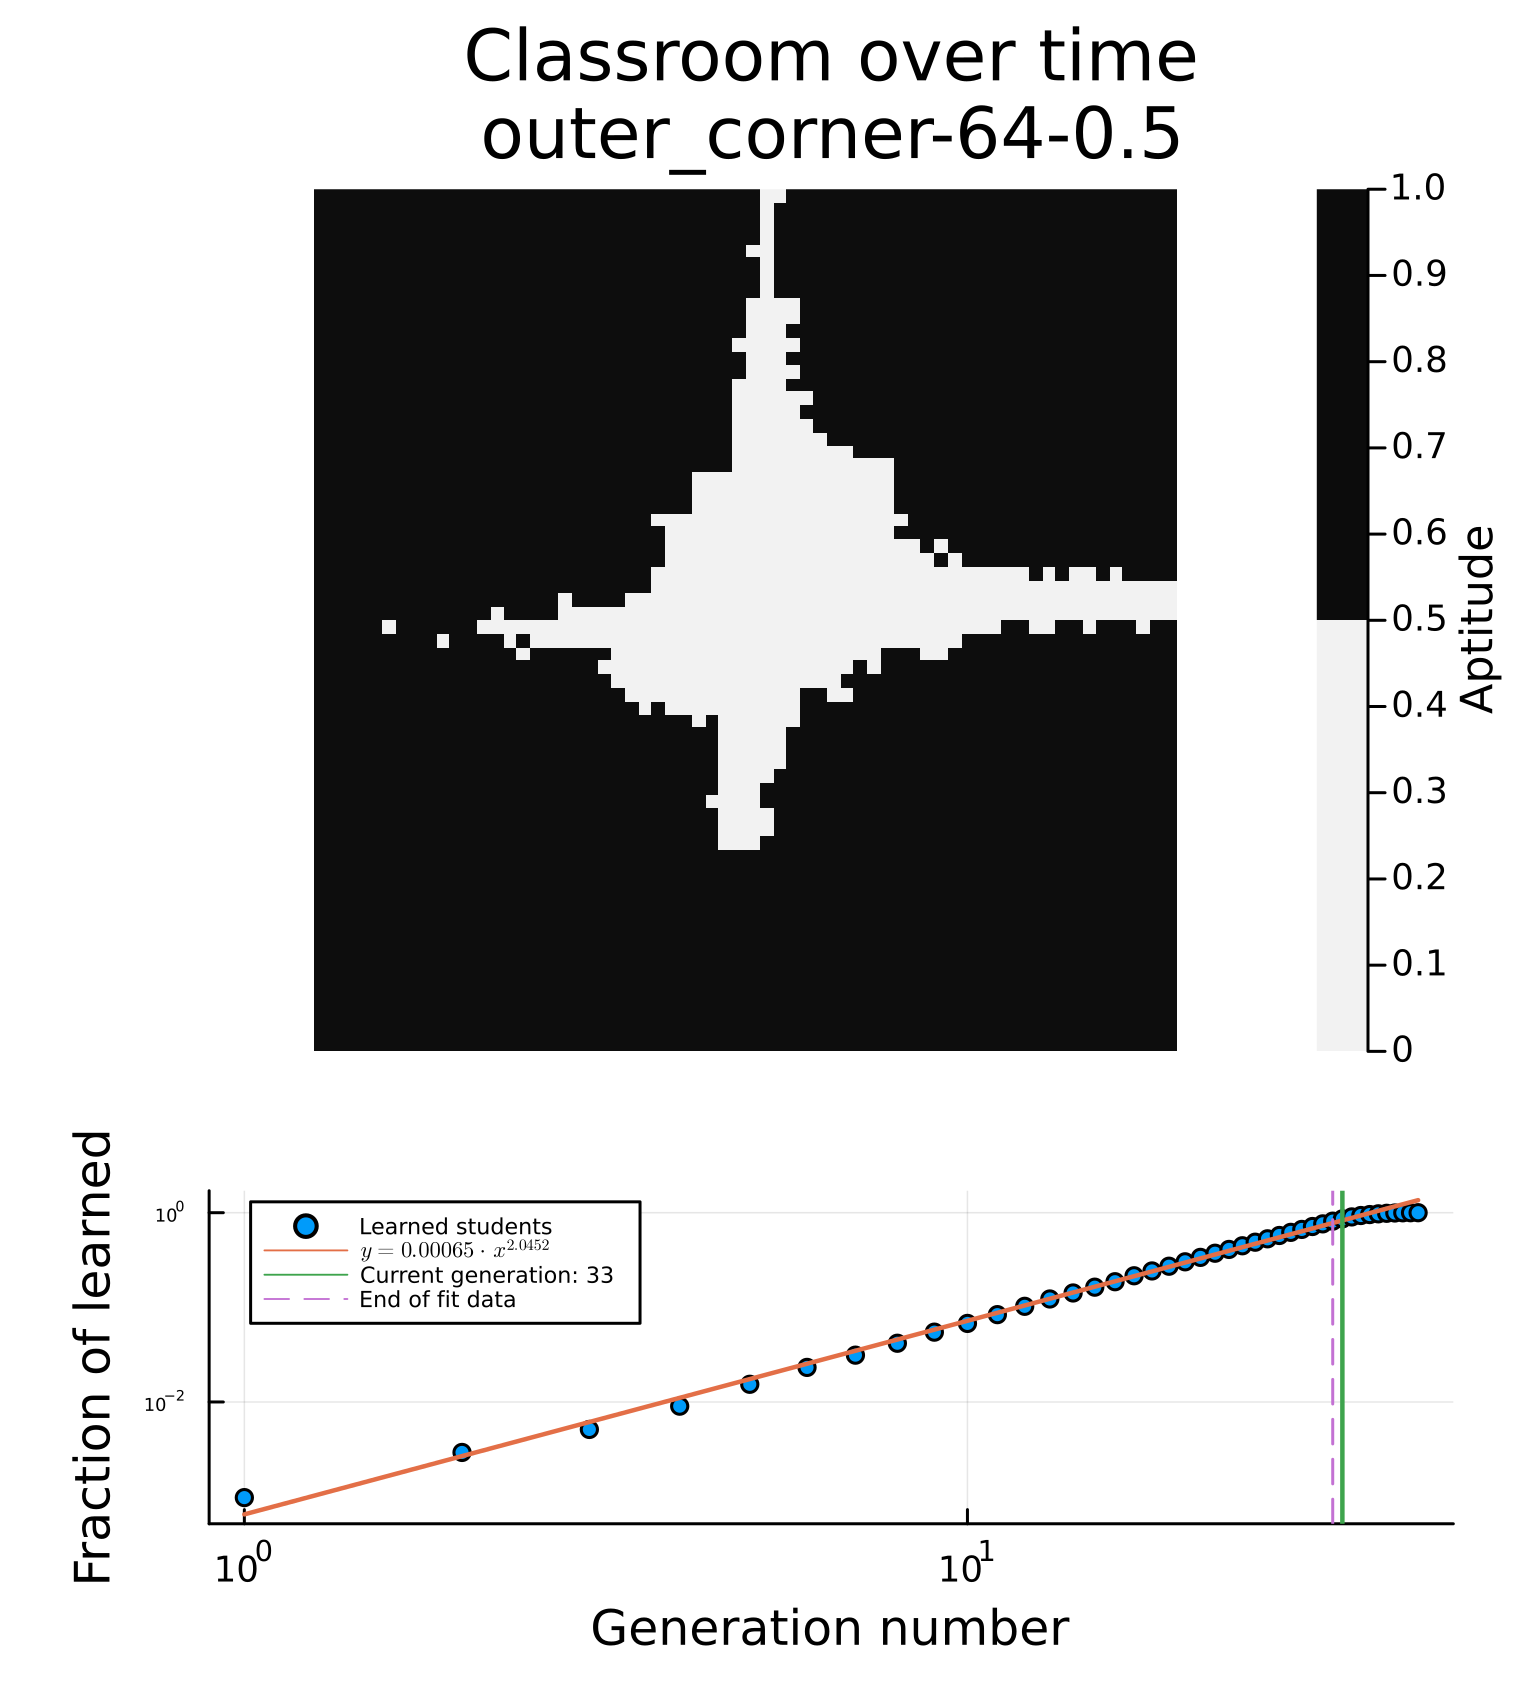 Classroom over time
outer_corner-64-0.5
1.0
0.9
0.8
0.7
0.6
0.5
0.4
0.3
0.2
0.1
0
Aptitude
Fraction of learned
10^0
10^-2
Learned students
y = 0.00065 · x^2.0452
Current generation: 33
End of fit data
10^0
10^1
Generation number